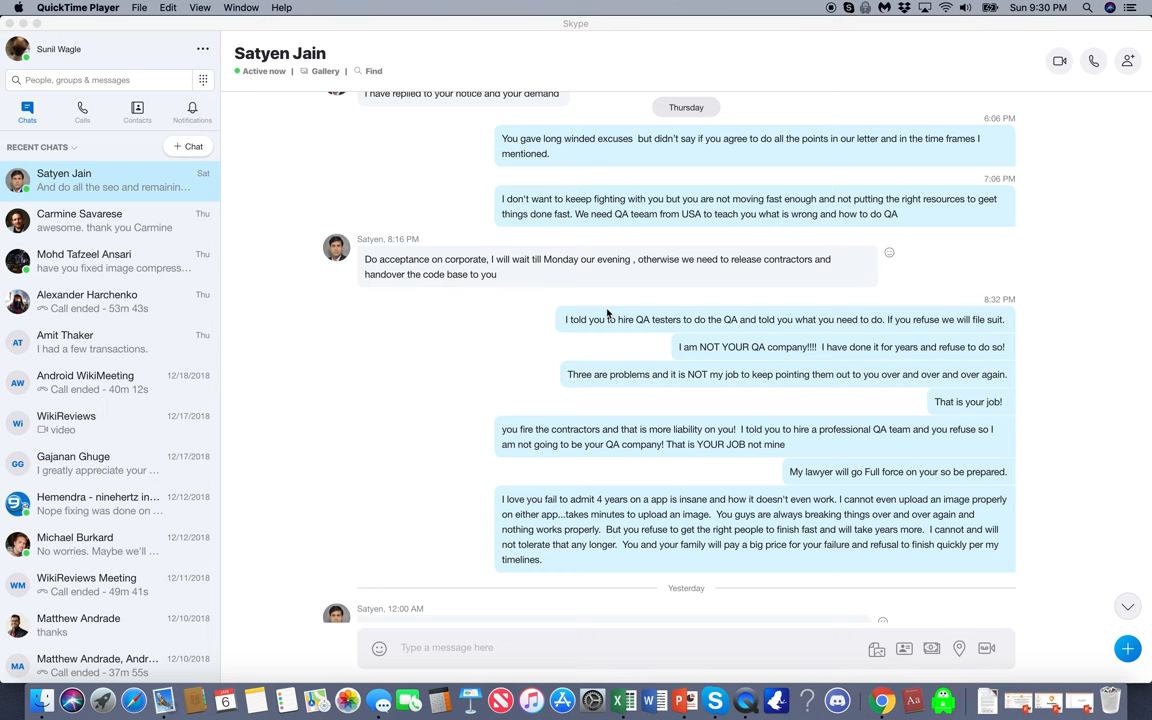 QuickTime Player File Edit View Window Help
Sun 9:30 PM
Skype
Sunil Wagle
People, groups & messages
Chats Calls Contacts Notifications
RECENT CHATS
+ Chat
Satyen Jain Sat
And do all the seo and remainin...
Carmine Savarese Thu
awesome. thank you Carmine
Mohd Tafzeel Ansari Thu
have you fixed image compress...
Alexander Harchenko Thu
Call ended - 53m 43s
AT Amit Thaker Thu
I had a few transactions.
AW Android WikiMeeting 12/18/2018
Call ended - 40m 12s
Wi WikiReviews 12/17/2018
video
GG Gajanan Ghuge 12/17/2018
I greatly appreciate your ...
Hemendra - ninehertz in... 12/12/2018
Nope fixing was done on ...
Michael Burkard 12/12/2018
No worries. Maybe we'll ...
WM WikiReviews Meeting 12/11/2018
Call ended - 49m 41s
Matthew Andrade 12/10/2018
thanks
MA Matthew Andrade, Andr... 12/10/2018
Call ended - 37m 55s
Satyen Jain
Active now | Gallery | Find
I have replied to your notice and your demand
Thursday
6:06 PM
You gave long winded excuses but didn't say if you agree to do all the points in our letter and in the time frames I
mentioned.
7:06 PM
I don't want to keeep fighting with you but you are not moving fast enough and not putting the right resources to geet
things done fast. We need QA teeam from USA to teach you what is wrong and how to do QA
Satyen, 8:16 PM
Do acceptance on corporate, I will wait till Monday our evening , otherwise we need to release contractors and
handover the code base to you
8:32 PM
I told you to hire QA testers to do the QA and told you what you need to do. If you refuse we will file suit.
I am NOT YOUR QA company!!!! I have done it for years and refuse to do so!
Three are problems and it is NOT my job to keep pointing them out to you over and over and over again.
That is your job!
you fire the contractors and that is more liability on you! I told you to hire a professional QA team and you refuse so I
am not going to be your QA company! That is YOUR JOB not mine
My lawyer will go Full force on your so be prepared.
I love you fail to admit 4 years on a app is insane and how it doesn't even work. I cannot even upload an image properly
on either app...takes minutes to upload an image. You guys are always breaking things over and over again and
nothing works properly. But you refuse to get the right people to finish fast and will take years more. I cannot and will
not tolerate that any longer. You and your family will pay a big price for your failure and refusal to finish quickly per my
timelines.
Yesterday
Satyen, 12:00 AM
Type a message here